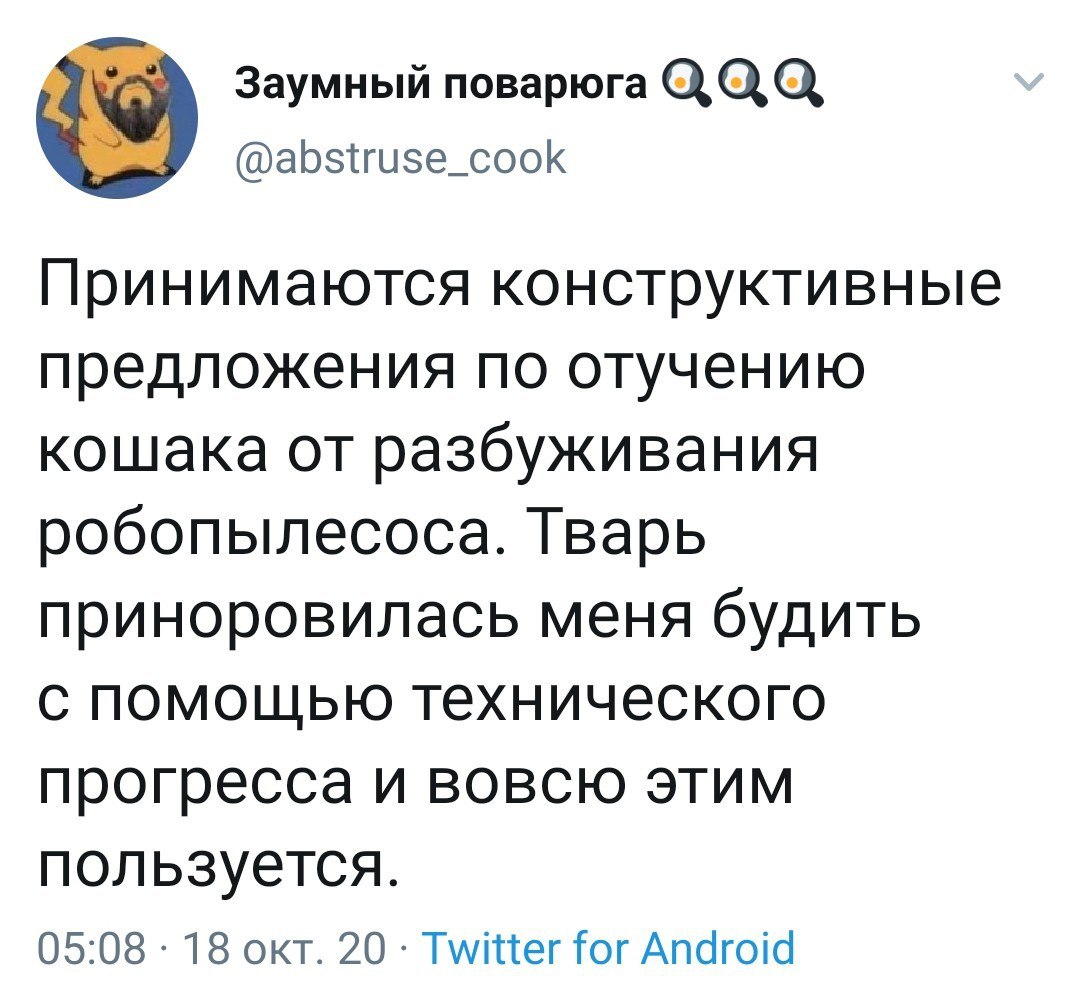 Заумный поварюга 🍳🍳🍳
@abstruse_cook
Принимаются конструктивные
предложения по отучению
кошака от разбуживания
робопылесоса. Тварь
приноровилась меня будить
с помощью технического
прогресса и вовсю этим
пользуется.
05:08 · 18 окт. 20 · Twitter for Android